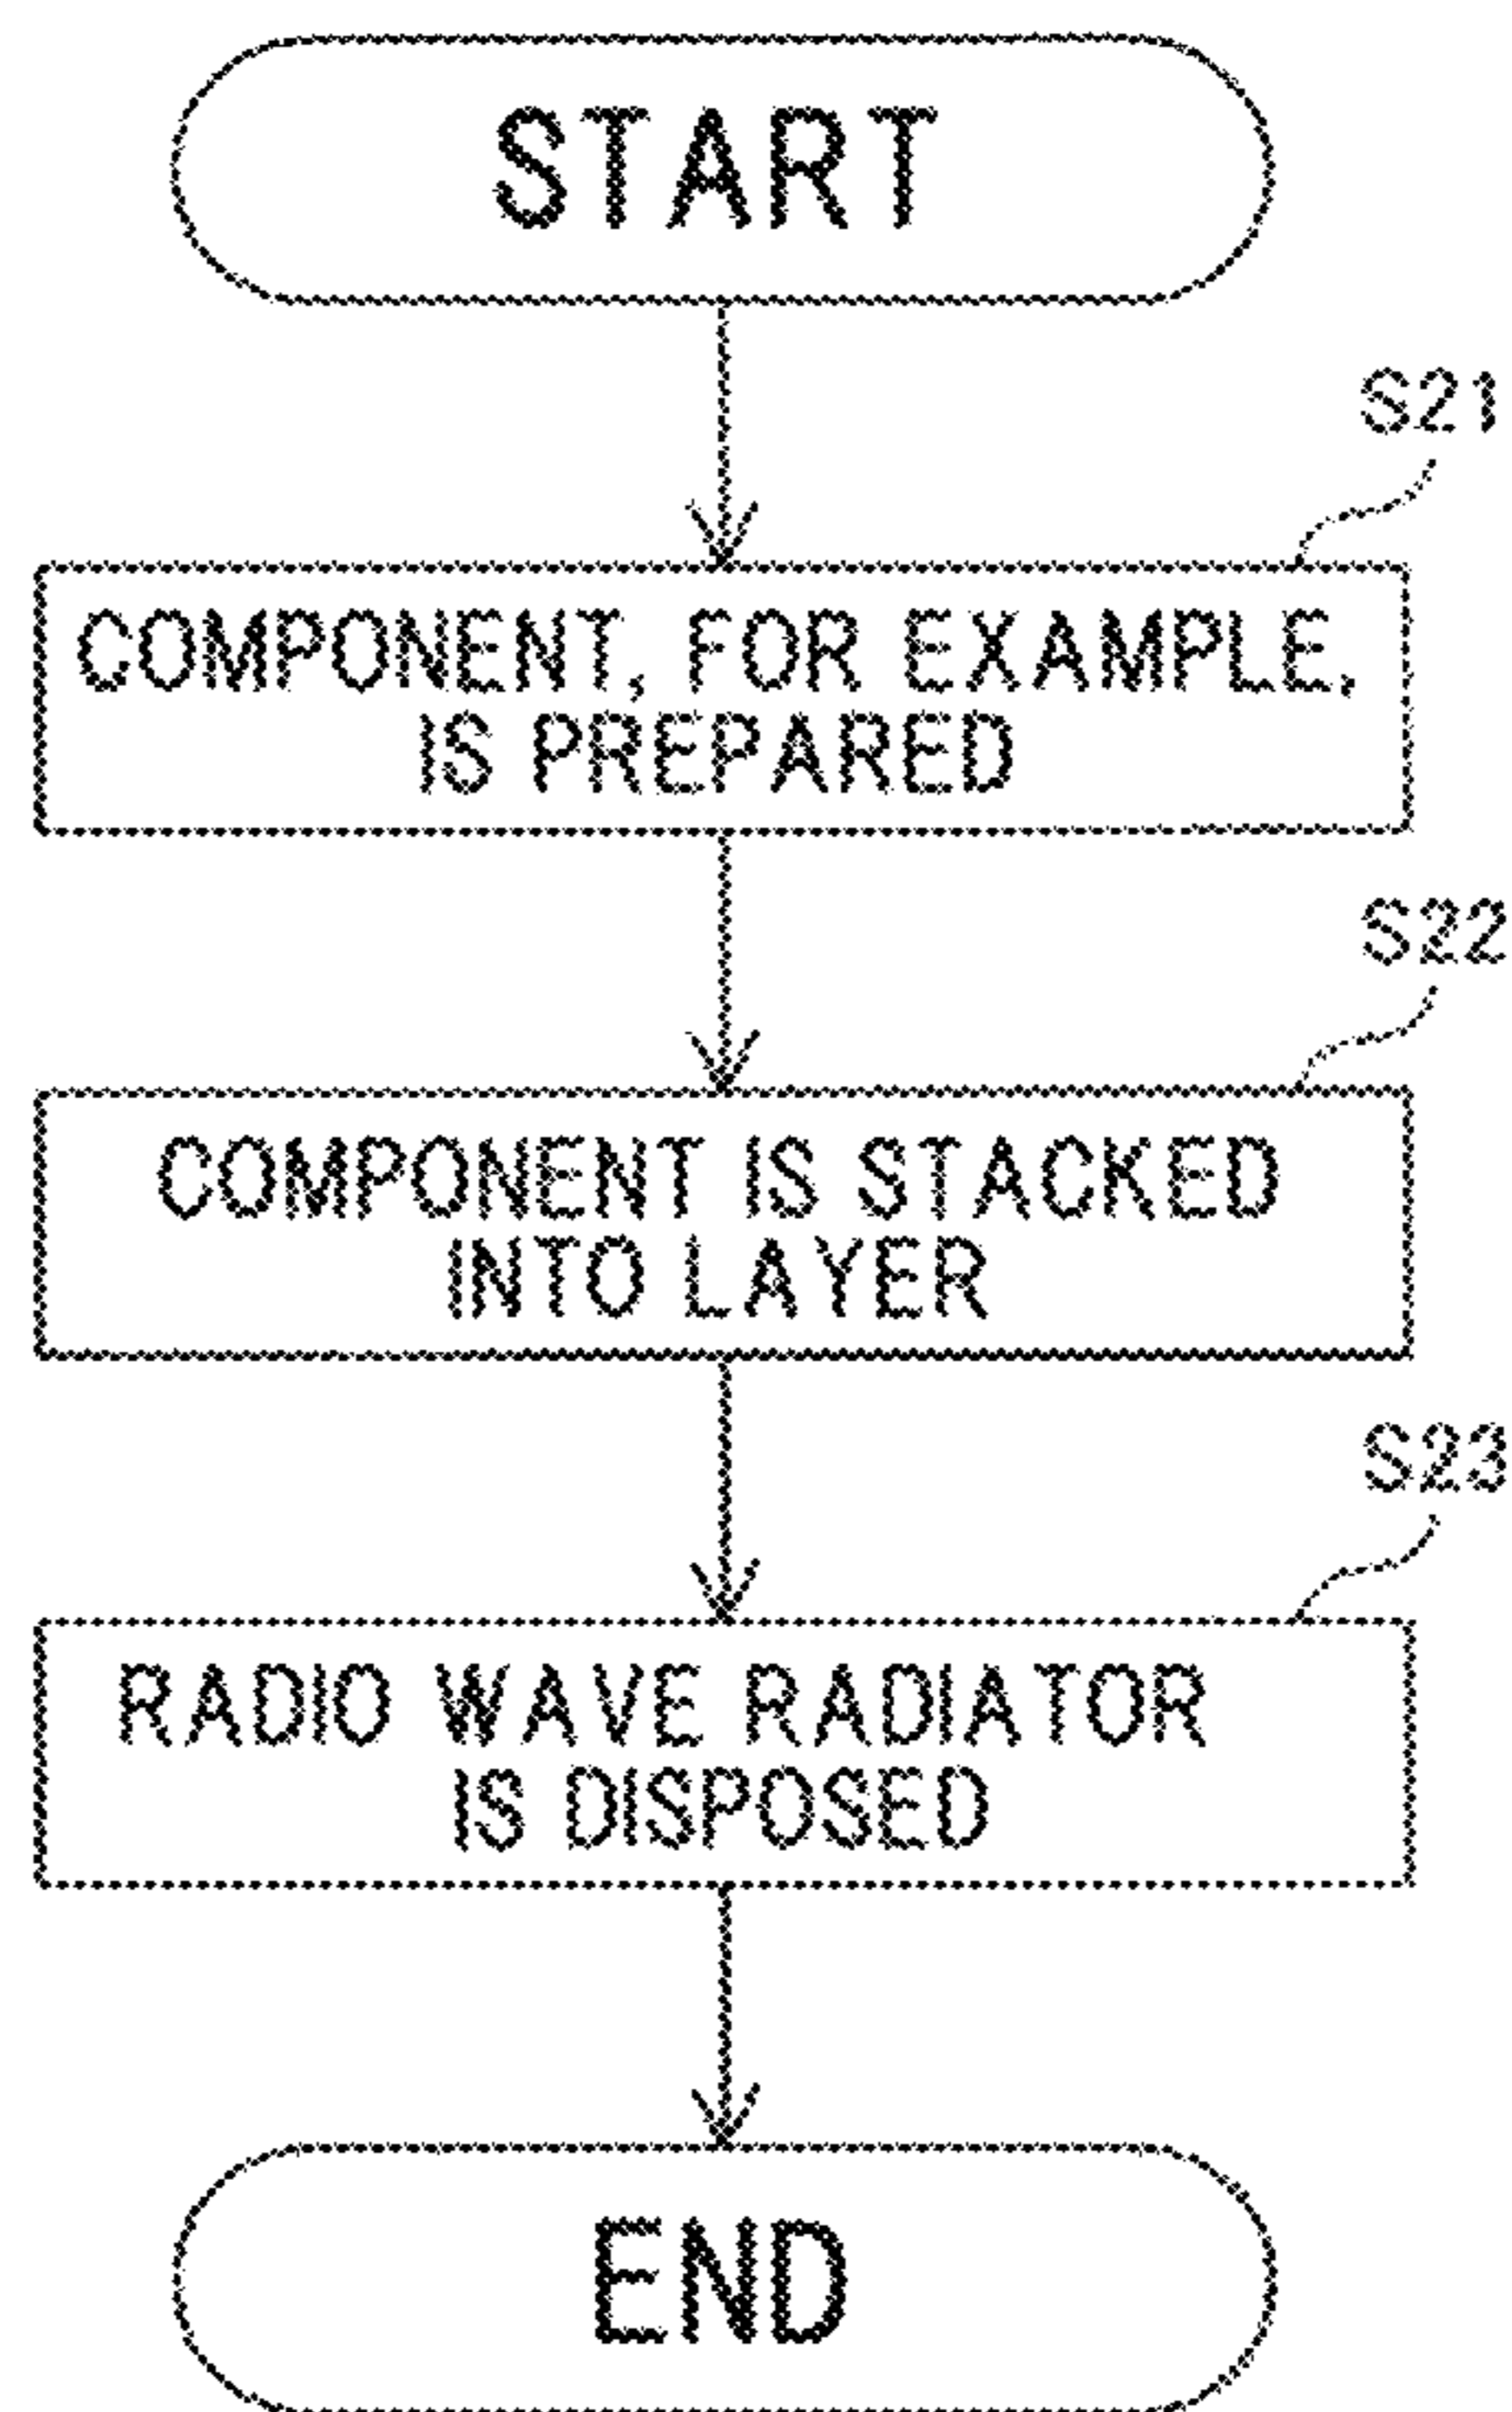 START
S21
COMPONENT, FOR EXAMPLE,
IS PREPARED
S22
COMPONENT IS STACKED
INTO LAYER
S23
RADIO WAVE RADIATOR
IS DISPOSED
END